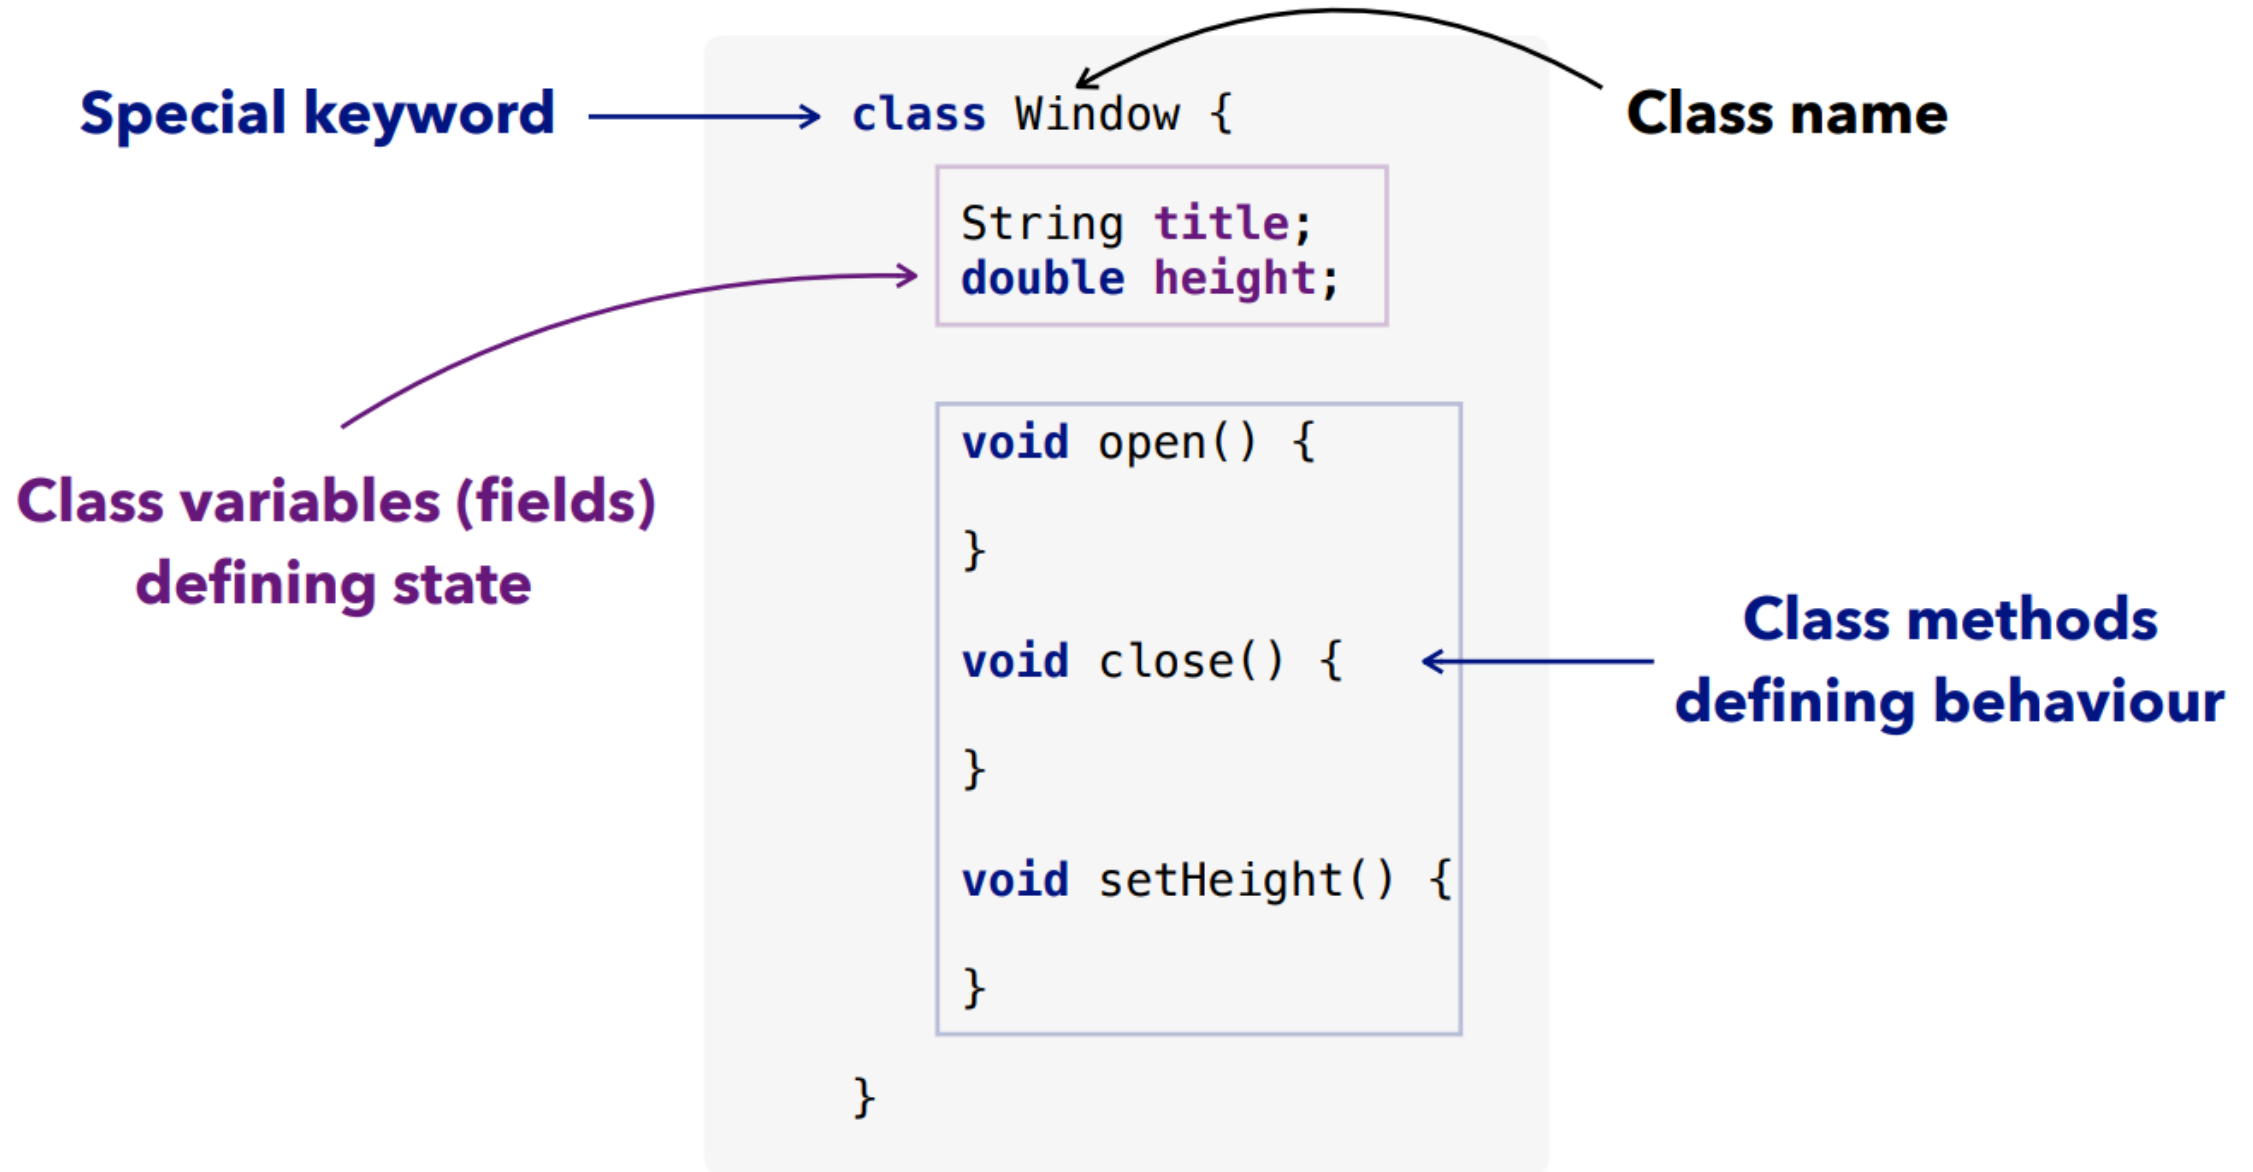 Special keyword
class Window {
Class name
String title;
double height;
Class variables (fields)
defining state
void open() {
}
void close() {
Class methods
defining behaviour
}
void setHeight() {
}
}